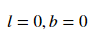 l = 0, b = 0